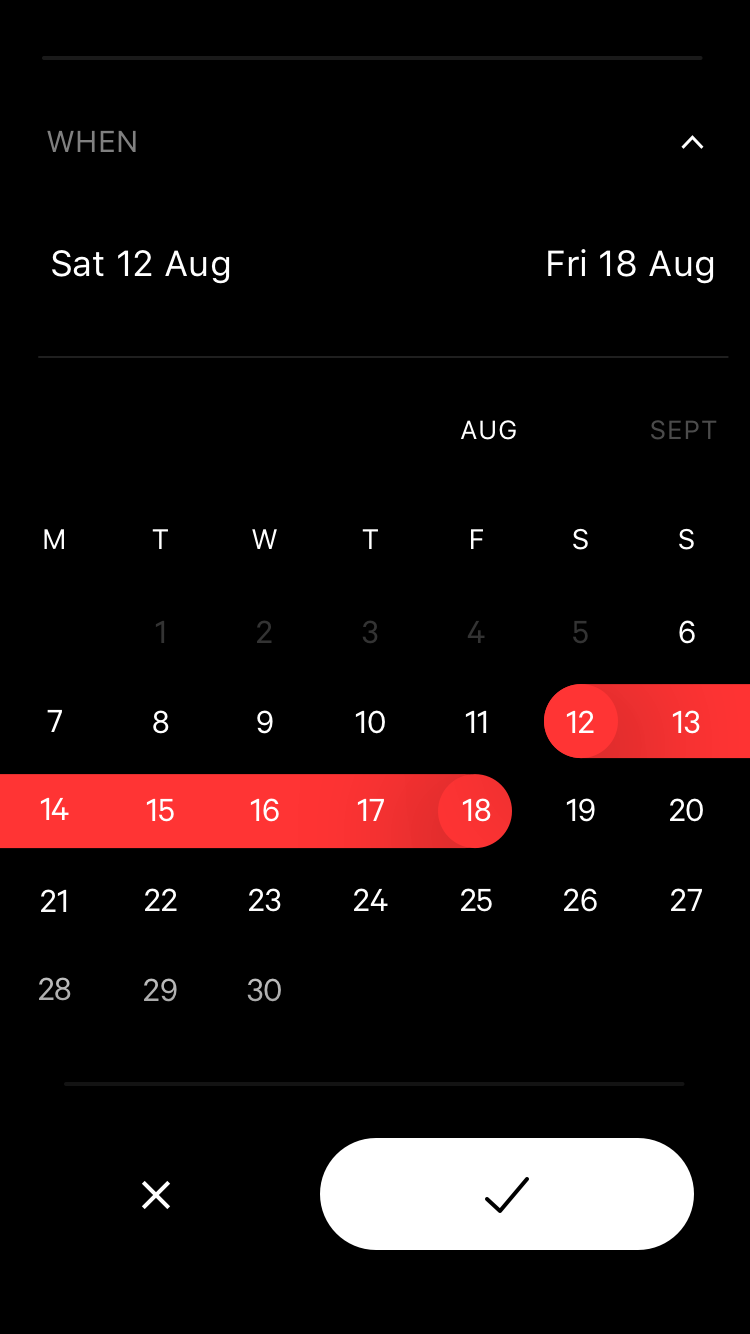 WHEN
Sat 12 Aug Fri 18 Aug
AUG SEPT
M T W T F S S
1 2 3 4 5 6
7 8 9 10 11 12 13
14 15 16 17 18 19 20
21 22 23 24 25 26 27
28 29 30